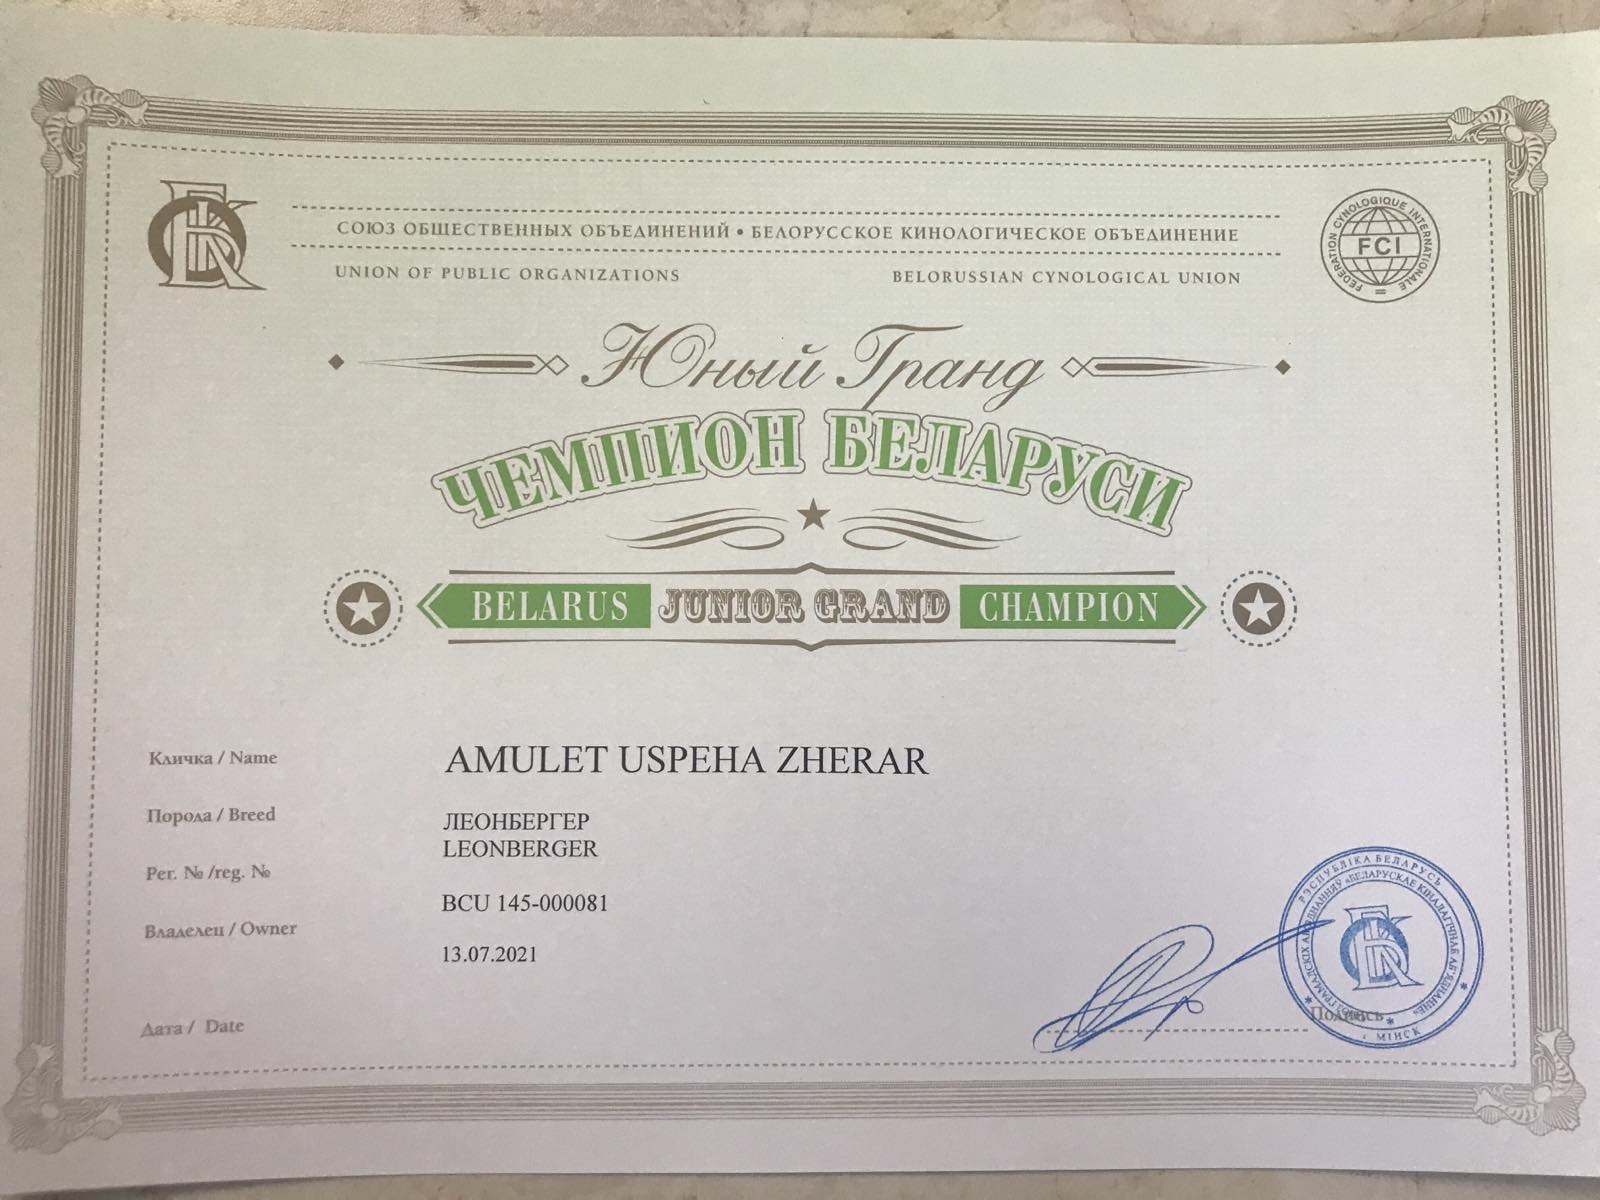 СОЮЗ ОБЩЕСТВЕННЫХ ОБЪЕДИНЕНИЙ • БЕЛОРУССКОЕ КИНОЛОГИЧЕСКОЕ ОБЪЕДИНЕНИЕ
UNION OF PUBLIC ORGANIZATIONS BELORUSSIAN CYNOLOGICAL UNION
FEDERATION CYNOLOGIQUE INTERNATIONALE
FCI
Юный Гранд
ЧЕМПИОН БЕЛАРУСИ
BELARUS JUNIOR GRAND CHAMPION
Кличка / Name AMULET USPEHA ZHERAR
Порода / Breed ЛЕОНБЕРГЕР
LEONBERGER
Рег. № /reg. №
BCU 145-000081
Владелец / Owner
13.07.2021
Дата / Date
Подпись
РЭСПУБЛІКА БЕЛАРУСЬ
«БЕЛАРУСКАЕ КІНАЛАГІЧНАЕ АБ'ЯДНАННЕ»
МІНСК